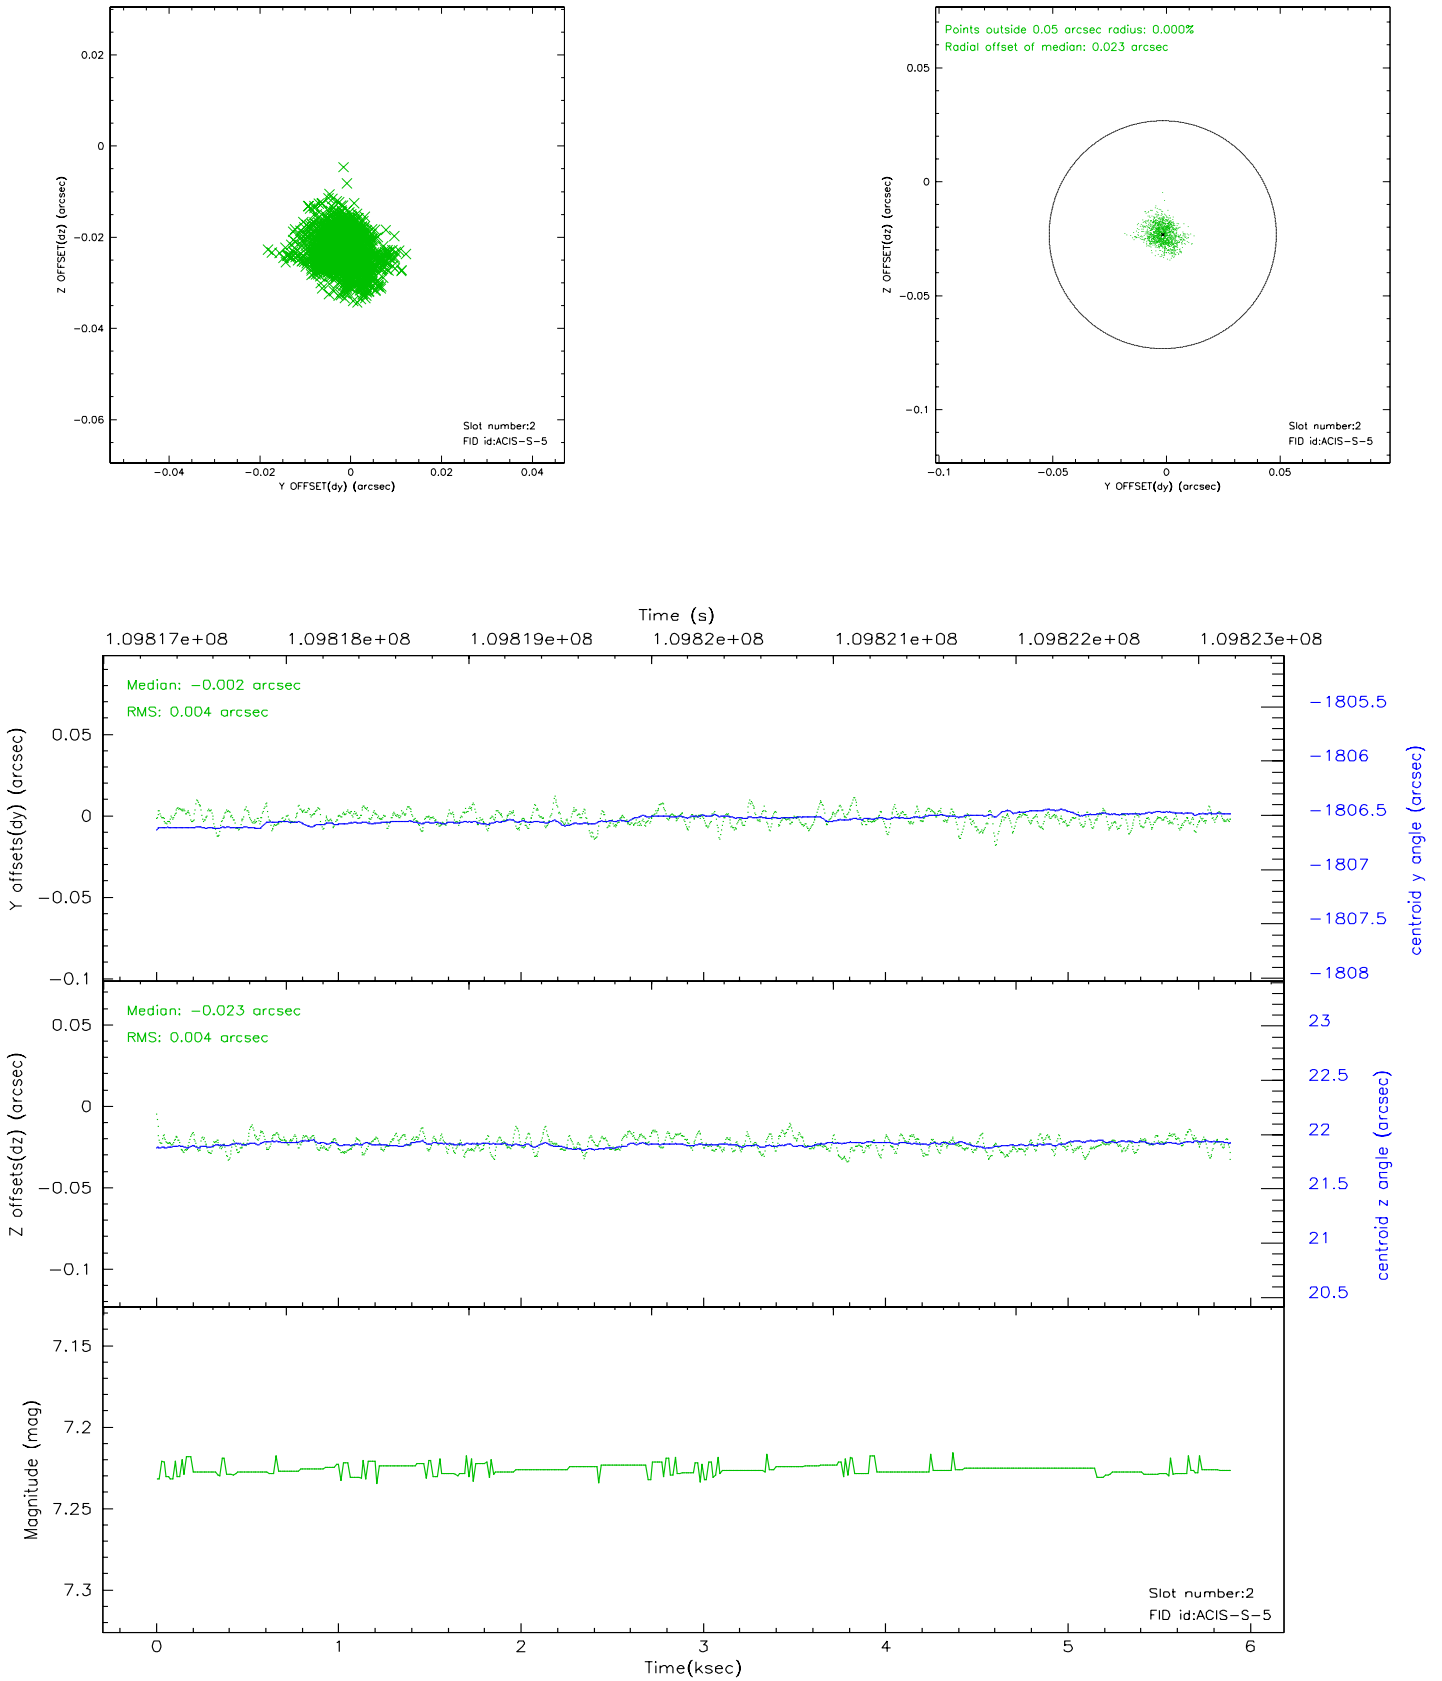 0.02
0
−0.02
−0.04
−0.06
Z OFFSET(dz) (arcsec)
Slot number:2
FID id:ACIS−S−5
−0.04 −0.02 0 0.02 0.04
Y OFFSET(dy) (arcsec)
Points outside 0.05 arcsec radius: 0.000%
Radial offset of median: 0.023 arcsec
0.05
0
−0.05
−0.1
Z OFFSET(dz) (arcsec)
Slot number:2
FID id:ACIS−S−5
−0.1 −0.05 0 0.05
Y OFFSET(dy) (arcsec)
Time (s)
1.09817e+08 1.09818e+08 1.09819e+08 1.0982e+08 1.09821e+08 1.09822e+08 1.09823e+08
Median: −0.002 arcsec
RMS: 0.004 arcsec
0.05
0
−0.05
−0.1
Y offsets(dy) (arcsec)
−1805.5
−1806
−1806.5
−1807
−1807.5
−1808
centroid y angle (arcsec)
Median: −0.023 arcsec
RMS: 0.004 arcsec
0.05
0
−0.05
−0.1
Z offsets(dz) (arcsec)
23
22.5
22
21.5
21
20.5
centroid z angle (arcsec)
7.15
7.2
7.25
7.3
Magnitude (mag)
Slot number:2
FID id:ACIS−S−5
0 1 2 3 4 5 6
Time(ksec)